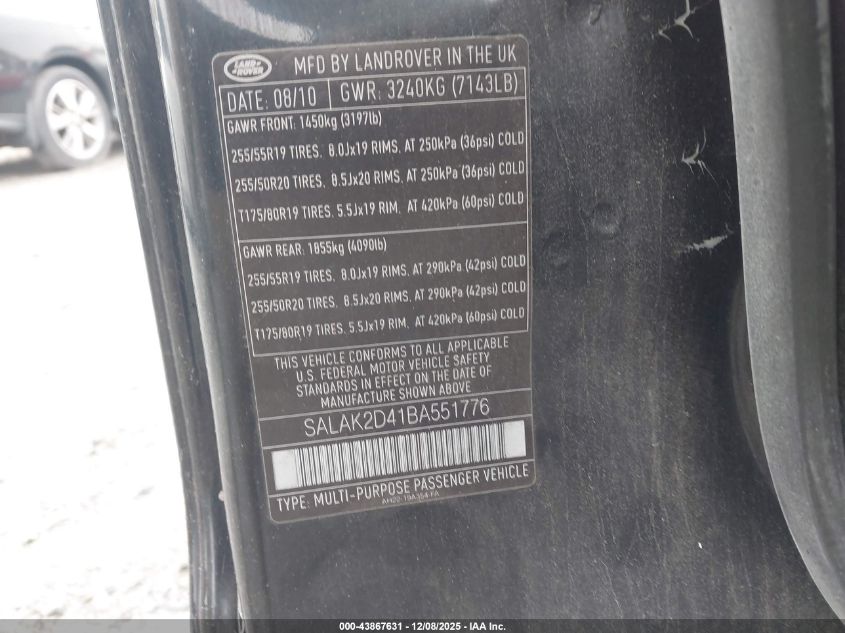 LAND ROVER
MFD BY LANDROVER IN THE UK
DATE: 08/10 GWR: 3240KG (7143LB)
GAWR FRONT: 1450kg (3197lb)
255/55R19 TIRES. 8.0Jx19 RIMS. AT 250kPa (36psi) COLD
255/50R20 TIRES. 8.5Jx20 RIMS. AT 250kPa (36psi) COLD
T175/80R19 TIRES. 5.5Jx19 RIM. AT 420kPa (60psi) COLD
GAWR REAR: 1855kg (4090lb)
255/55R19 TIRES. 8.0Jx19 RIMS. AT 290kPa (42psi) COLD
255/50R20 TIRES. 8.5Jx20 RIMS. AT 290kPa (42psi) COLD
T175/80R19 TIRES. 5.5Jx19 RIM. AT 420kPa (60psi) COLD
THIS VEHICLE CONFORMS TO ALL APPLICABLE
U.S. FEDERAL MOTOR VEHICLE SAFETY
STANDARDS IN EFFECT ON THE DATE OF
MANUFACTURE SHOWN ABOVE
SALAK2D41BA551776
TYPE: MULTI-PURPOSE PASSENGER VEHICLE
000-43867631 - 12/08/2025 - IAA Inc.